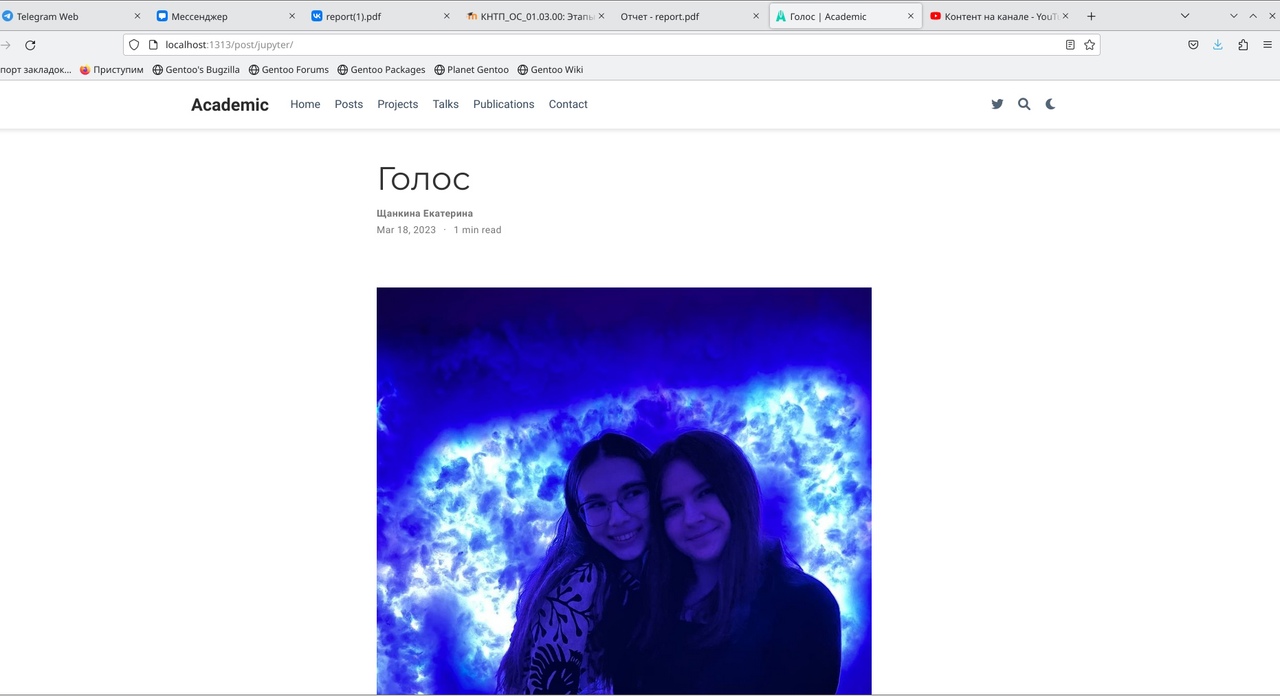 Telegram Web
Мессенджер
report(1).pdf
КНТП_ОС_01.03.00: Этапы
Отчет - report.pdf
Голос | Academic
Контент на канале - YouTu
localhost:1313/post/jupyter/
порт закладок...
Приступим
Gentoo's Bugzilla
Gentoo Forums
Gentoo Packages
Planet Gentoo
Gentoo Wiki
Academic
Home
Posts
Projects
Talks
Publications
Contact
Голос
Щанкина Екатерина
Mar 18, 2023 · 1 min read